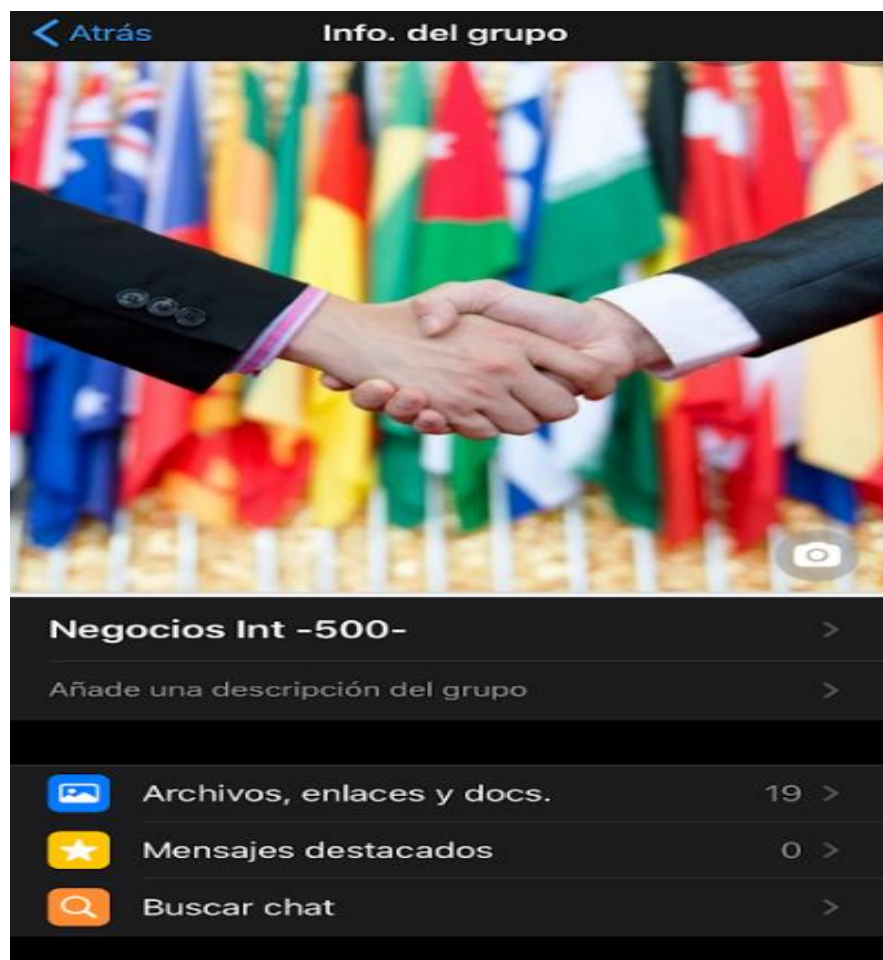 Atrás
Info. del grupo
Negocios Int -500-
Añade una descripción del grupo
Archivos, enlaces y docs.
19
Mensajes destacados
0
Buscar chat